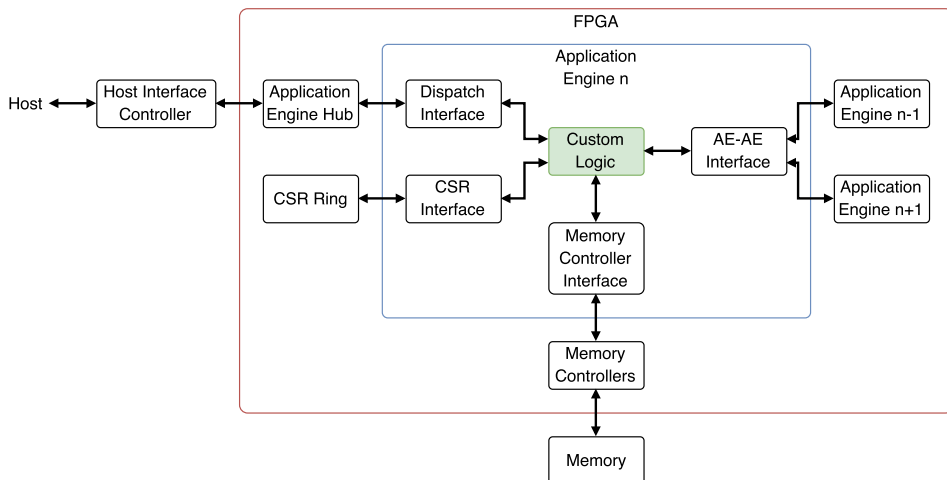 FPGA
Application
Engine n
Host
Host Interface
Controller
Application
Engine Hub
Dispatch
Interface
Custom
Logic
AE-AE
Interface
Application
Engine n-1
CSR Ring
CSR
Interface
Application
Engine n+1
Memory
Controller
Interface
Memory
Controllers
Memory